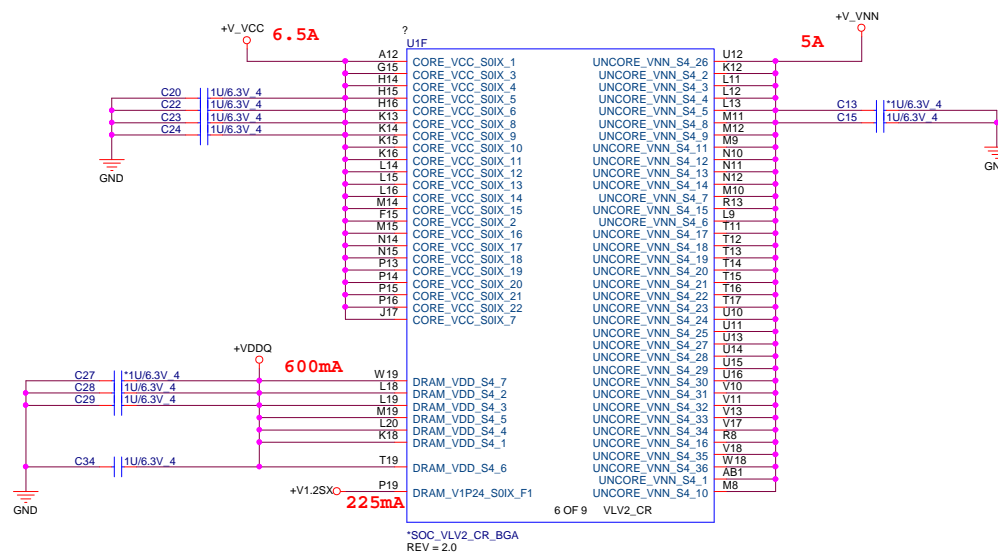 +V_VCC 6.5A
?
U1F
5A +V_VNN
A12 CORE_VCC_S0IX_1 UNCORE_VNN_S4_26 U12
G15 CORE_VCC_S0IX_3 UNCORE_VNN_S4_2 K12
H14 CORE_VCC_S0IX_4 UNCORE_VNN_S4_3 L11
C20 1U/6.3V_4 H15 CORE_VCC_S0IX_5 UNCORE_VNN_S4_4 L12
C22 1U/6.3V_4 H16 CORE_VCC_S0IX_6 UNCORE_VNN_S4_5 L13 C13 *1U/6.3V_4
C23 1U/6.3V_4 K13 CORE_VCC_S0IX_8 UNCORE_VNN_S4_8 M11 C15 1U/6.3V_4
C24 1U/6.3V_4 K14 CORE_VCC_S0IX_9 UNCORE_VNN_S4_9 M12
K15 CORE_VCC_S0IX_10 UNCORE_VNN_S4_11 M9
K16 CORE_VCC_S0IX_11 UNCORE_VNN_S4_12 N10
L14 CORE_VCC_S0IX_12 UNCORE_VNN_S4_13 N11
L15 CORE_VCC_S0IX_13 UNCORE_VNN_S4_14 N12
L16 CORE_VCC_S0IX_14 UNCORE_VNN_S4_7 M10
M14 CORE_VCC_S0IX_15 UNCORE_VNN_S4_15 R13
F15 CORE_VCC_S0IX_2 UNCORE_VNN_S4_6 L9
M15 CORE_VCC_S0IX_16 UNCORE_VNN_S4_17 T11
N14 CORE_VCC_S0IX_17 UNCORE_VNN_S4_18 T12
N15 CORE_VCC_S0IX_18 UNCORE_VNN_S4_19 T13
P13 CORE_VCC_S0IX_19 UNCORE_VNN_S4_20 T14
P14 CORE_VCC_S0IX_20 UNCORE_VNN_S4_21 T15
P15 CORE_VCC_S0IX_21 UNCORE_VNN_S4_22 T16
P16 CORE_VCC_S0IX_22 UNCORE_VNN_S4_23 T17
J17 CORE_VCC_S0IX_7 UNCORE_VNN_S4_24 U10
GND
GN
UNCORE_VNN_S4_25 U11
UNCORE_VNN_S4_27 U13
UNCORE_VNN_S4_28 U14
UNCORE_VNN_S4_29 U15
+VDDQ
600mA
C27 *1U/6.3V_4 W19 DRAM_VDD_S4_7 UNCORE_VNN_S4_30 U16
C28 1U/6.3V_4 L18 DRAM_VDD_S4_2 UNCORE_VNN_S4_31 V10
C29 1U/6.3V_4 L19 DRAM_VDD_S4_3 UNCORE_VNN_S4_32 V11
M19 DRAM_VDD_S4_5 UNCORE_VNN_S4_33 V13
L20 DRAM_VDD_S4_4 UNCORE_VNN_S4_34 V17
K18 DRAM_VDD_S4_1 UNCORE_VNN_S4_16 R8
UNCORE_VNN_S4_35 V18
C34 1U/6.3V_4 T19 DRAM_VDD_S4_6 UNCORE_VNN_S4_36 W18
UNCORE_VNN_S4_1 AB1
+V1.2SX P19 DRAM_V1P24_S0IX_F1 UNCORE_VNN_S4_10 M8
225mA
GND
6 OF 9 VLV2_CR
*SOC_VLV2_CR_BGA
REV = 2.0